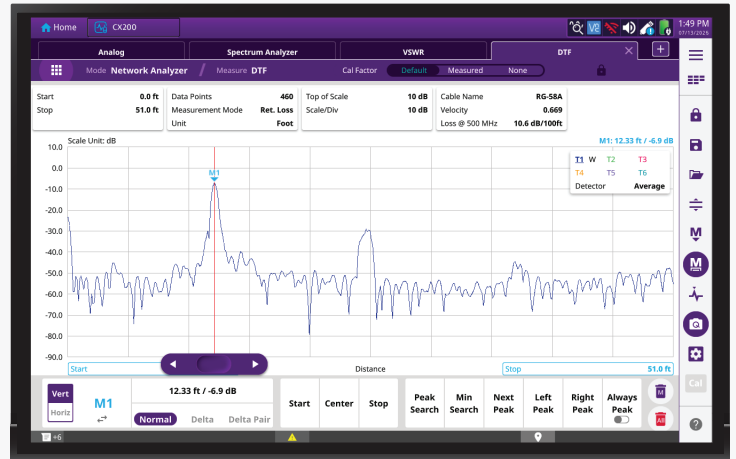 Home CX200 1:49 PM
07/13/2025
Analog Spectrum Analyzer VSWR DTF
Mode Network Analyzer / Measure DTF Cal Factor Default Measured None
Start 0.0 ft
Stop 51.0 ft
Data Points 460
Measurement Mode Ret. Loss
Unit Foot
Top of Scale 10 dB
Scale/Div 10 dB
Cable Name RG-58A
Velocity 0.669
Loss @ 500 MHz 10.6 dB/100ft
Scale Unit: dB M1: 12.33 ft / -6.9 dB
10.0
0.0
-10.0
-20.0
-30.0
-40.0
-50.0
-60.0
-70.0
-80.0
-90.0
M1
T1 W T2 T3
T4 T5 T6
Detector Average
Start Distance Stop 51.0 ft
Vert
Horiz
M1
12.33 ft / -6.9 dB
Normal Delta Delta Pair
Start Center Stop
Peak Search
Min Search
Next Peak
Left Peak
Right Peak
Always Peak
M
All
M
M
Cal
+6